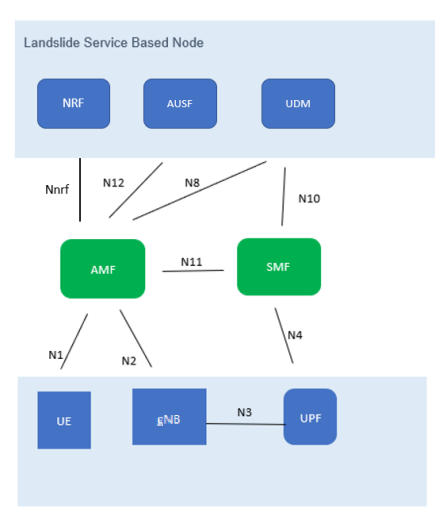 Landslide Service Based Node
NRF
AUSF
UDM
Nnrf
N12
N8
N10
AMF
N11
SMF
N1
N2
N4
UE
gNB
N3
UPF